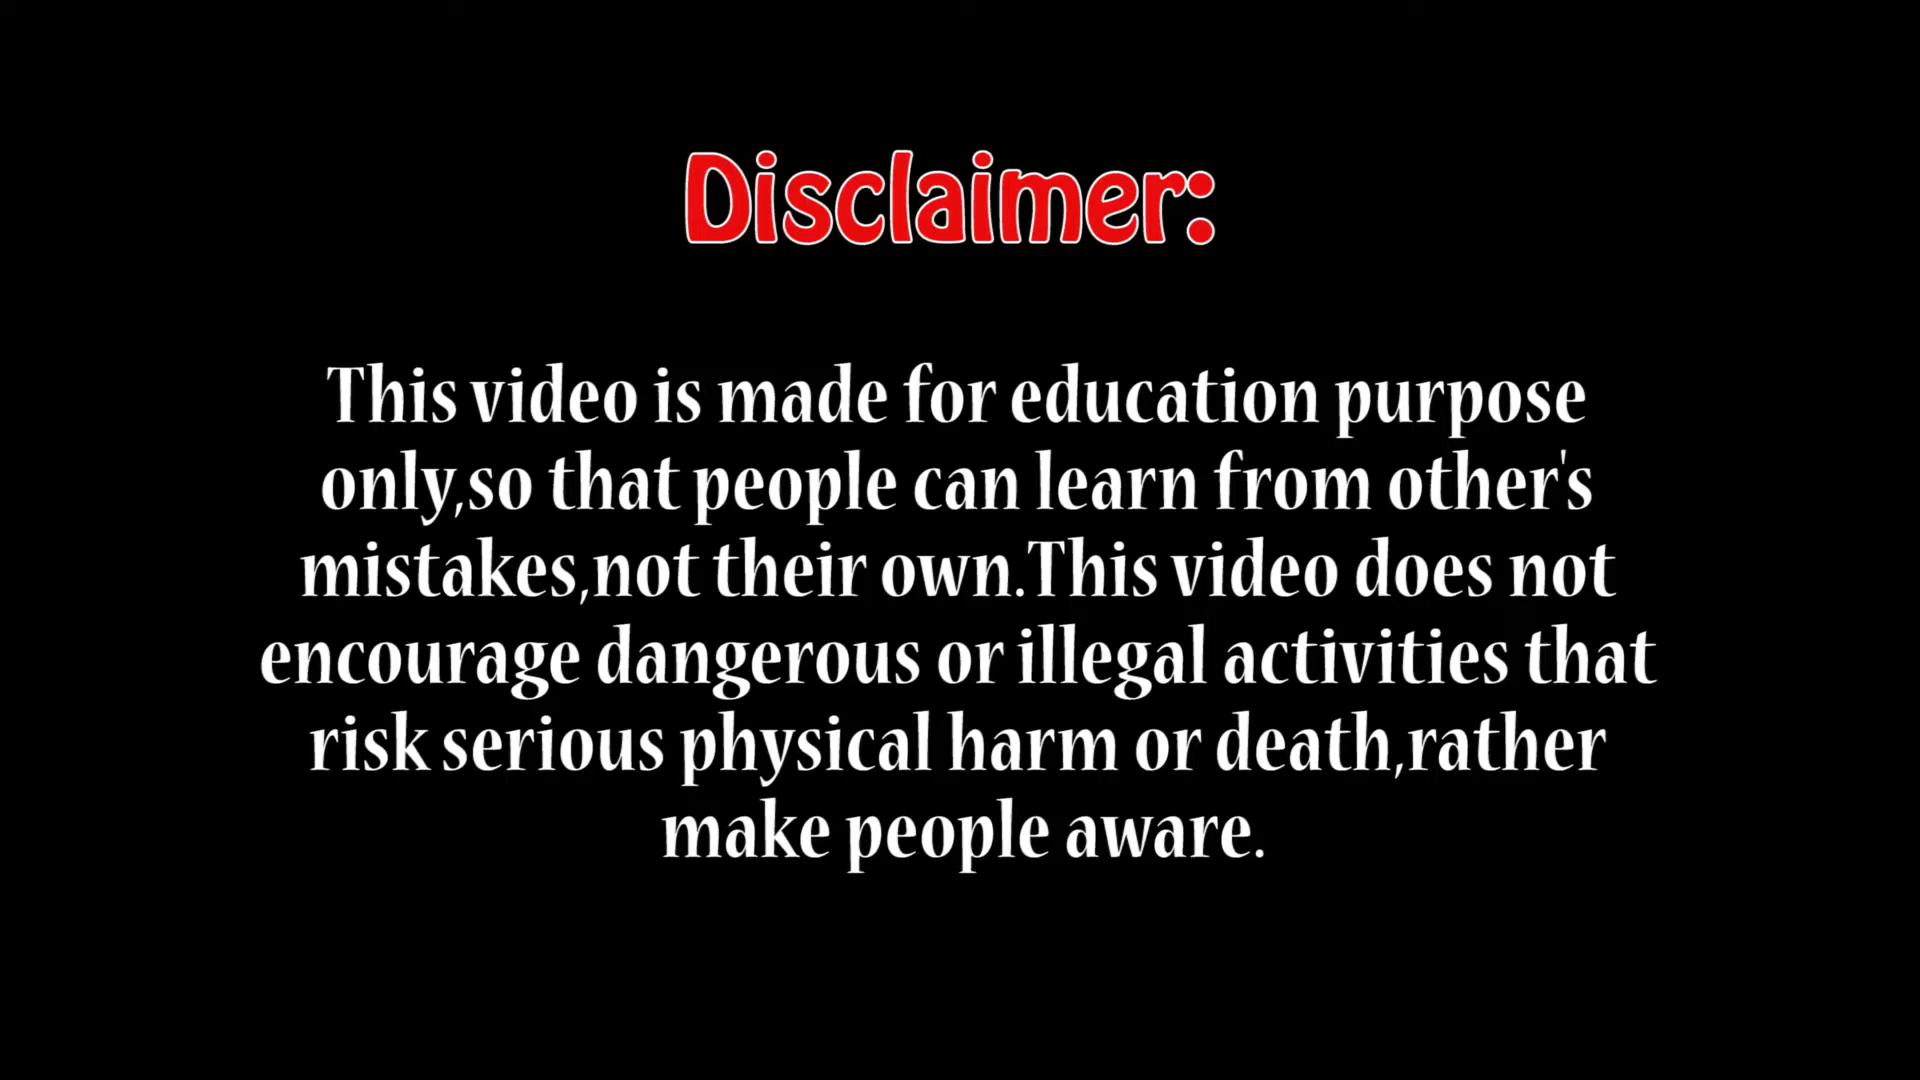 Disclaimer:
This video is made for education purpose
only,so that people can learn from other's
mistakes,not their own.This video does not
encourage dangerous or illegal activities that
risk serious physical harm or death,rather
make people aware.